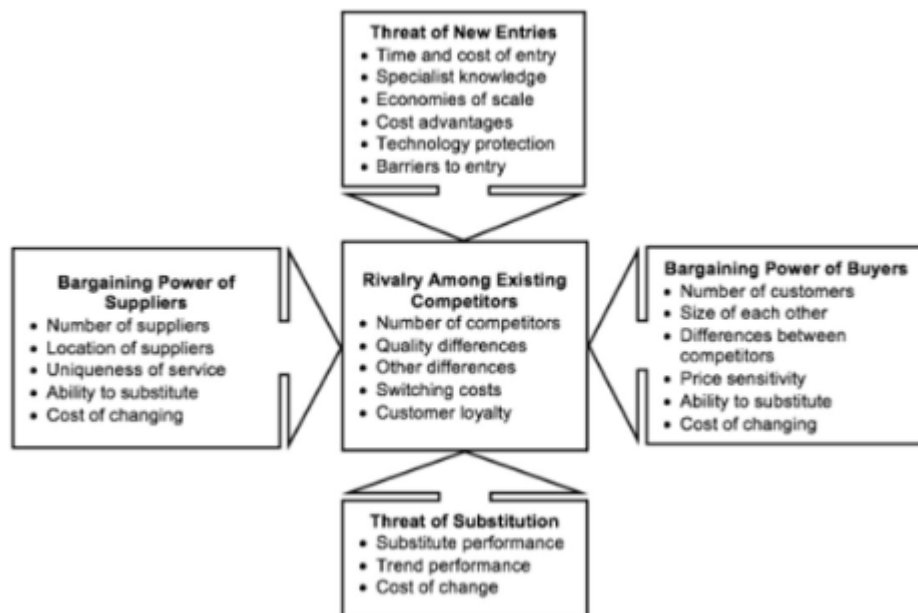 Threat of New Entries
• Time and cost of entry
• Specialist knowledge
• Economies of scale
• Cost advantages
• Technology protection
• Barriers to entry
Bargaining Power of
Suppliers
• Number of suppliers
• Location of suppliers
• Uniqueness of service
• Ability to substitute
• Cost of changing
Rivalry Among Existing
Competitors
• Number of competitors
• Quality differences
• Other differences
• Switching costs
• Customer loyalty
Bargaining Power of Buyers
• Number of customers
• Size of each other
• Differences between
competitors
• Price sensitivity
• Ability to substitute
• Cost of changing
Threat of Substitution
• Substitute performance
• Trend performance
• Cost of change